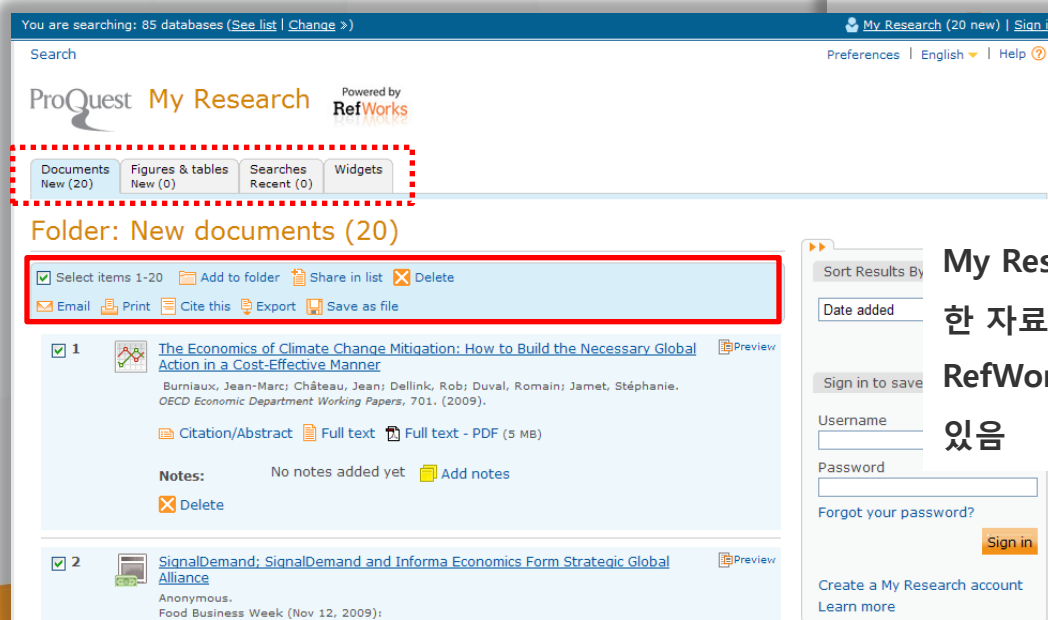 You are searching: 85 databases (See list | Change »)
My Research (20 new) | Sign
Search
Preferences | English | Help ?
ProQuest My Research Powered by RefWorks
Documents New (20)
Figures & tables New (0)
Searches Recent (0)
Widgets
Folder: New documents (20)
Select items 1-20 Add to folder Share in list Delete
Email Print Cite this Export Save as file
1
The Economics of Climate Change Mitigation: How to Build the Necessary Global
Action in a Cost-Effective Manner
Preview
Burniaux, Jean-Marc; Château, Jean; Dellink, Rob; Duval, Romain; Jamet, Stéphanie.
OECD Economic Department Working Papers, 701. (2009).
Citation/Abstract Full text Full text - PDF (5 MB)
Notes: No notes added yet Add notes
Delete
2
SignalDemand; SignalDemand and Informa Economics Form Strategic Global
Alliance
Preview
Anonymous.
Food Business Week (Nov 12, 2009):
Sort Results By
Date added
Sign in to save
Username
Password
Forgot your password?
Sign in
Create a My Research account
Learn more
My Res
한 자료
RefWor
있음